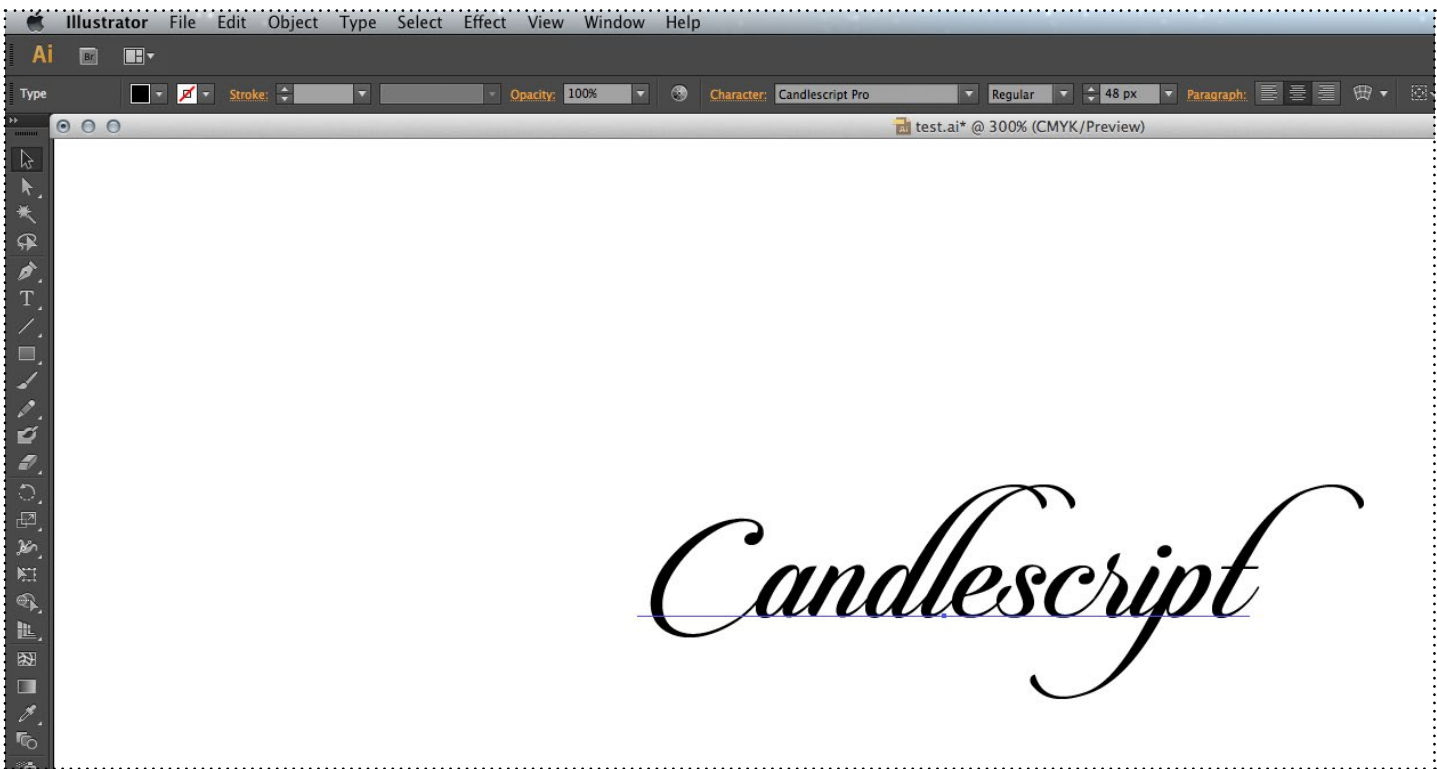 Illustrator File Edit Object Type Select Effect View Window Help
Ai Br
Type Stroke: Opacity: 100% Character: Candlescript Pro Regular 48 px Paragraph:
test.ai* @ 300% (CMYK/Preview)
T
Candlescript